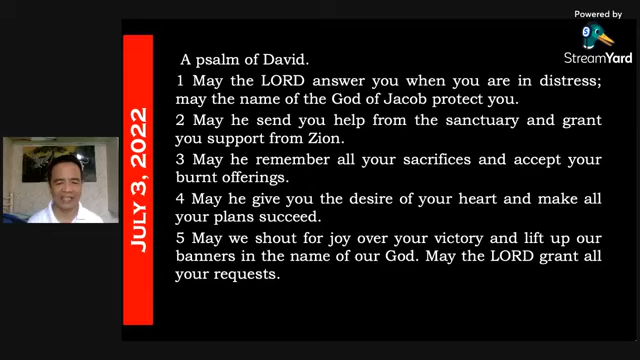 Powered by
StreamYard
JULY 3, 2022
A psalm of David.
1 May the LORD answer you when you are in distress;
may the name of the God of Jacob protect you.
2 May he send you help from the sanctuary and grant
you support from Zion.
3 May he remember all your sacrifices and accept your
burnt offerings.
4 May he give you the desire of your heart and make all
your plans succeed.
5 May we shout for joy over your victory and lift up our
banners in the name of our God. May the LORD grant all
your requests.